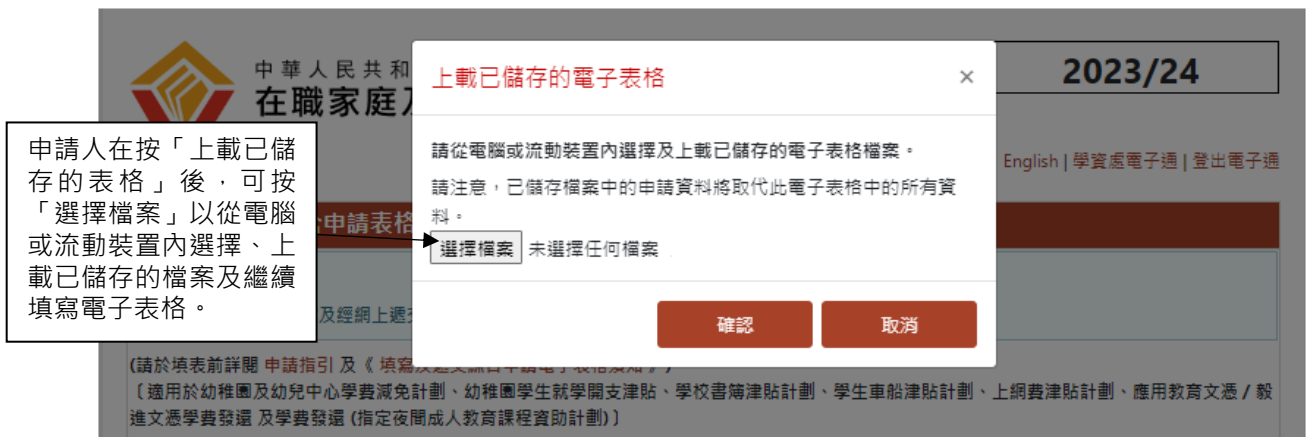 中華人民共和
在職家庭及
2023/24
English | 學資處電子通 | 登出電子通
上載已儲存的電子表格
×
請從電腦或流動裝置內選擇及上載已儲存的電子表格檔案。
請注意，已儲存檔案中的申請資料將取代此電子表格中的所有資
料。
選擇檔案 未選擇任何檔案
確認 取消
申請人在按「上載已儲
存的表格」後，可按
「選擇檔案」以從電腦
或流動裝置內選擇、上
載已儲存的檔案及繼續
填寫電子表格。
申請表格
及經網上遞
(請於填表前詳閱 申請指引 及《 填寫
〔適用於幼稚園及幼兒中心學費減免計劃、幼稚園學生就學開支津貼、學校書簿津貼計劃、學生車船津貼計劃、上網費津貼計劃、應用教育文憑 / 毅
進文憑學費發還 及學費發還 (指定夜間成人教育課程資助計劃)〕